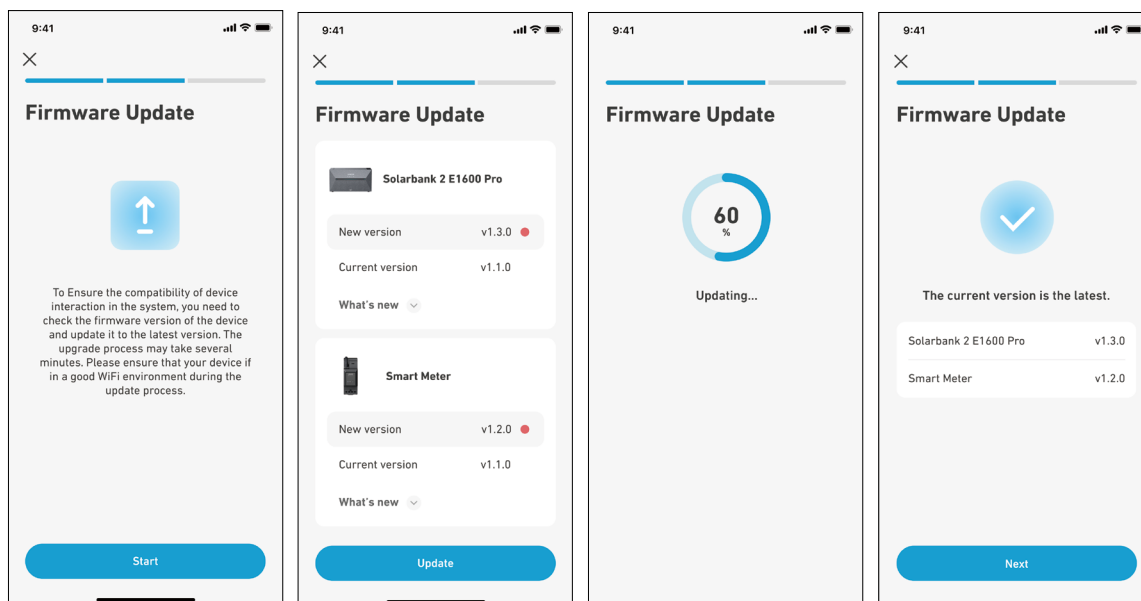 9:41
Firmware Update
To Ensure the compatibility of device
interaction in the system, you need to
check the firmware version of the device
and update it to the latest version. The
upgrade process may take several
minutes. Please ensure that your device if
in a good WiFi environment during the
update process.
Start
9:41
Firmware Update
Solarbank 2 E1600 Pro
New version v1.3.0
Current version v1.1.0
What's new
Smart Meter
New version v1.2.0
Current version v1.1.0
What's new
Update
9:41
Firmware Update
60
%
Updating...
9:41
Firmware Update
The current version is the latest.
Solarbank 2 E1600 Pro v1.3.0
Smart Meter v1.2.0
Next